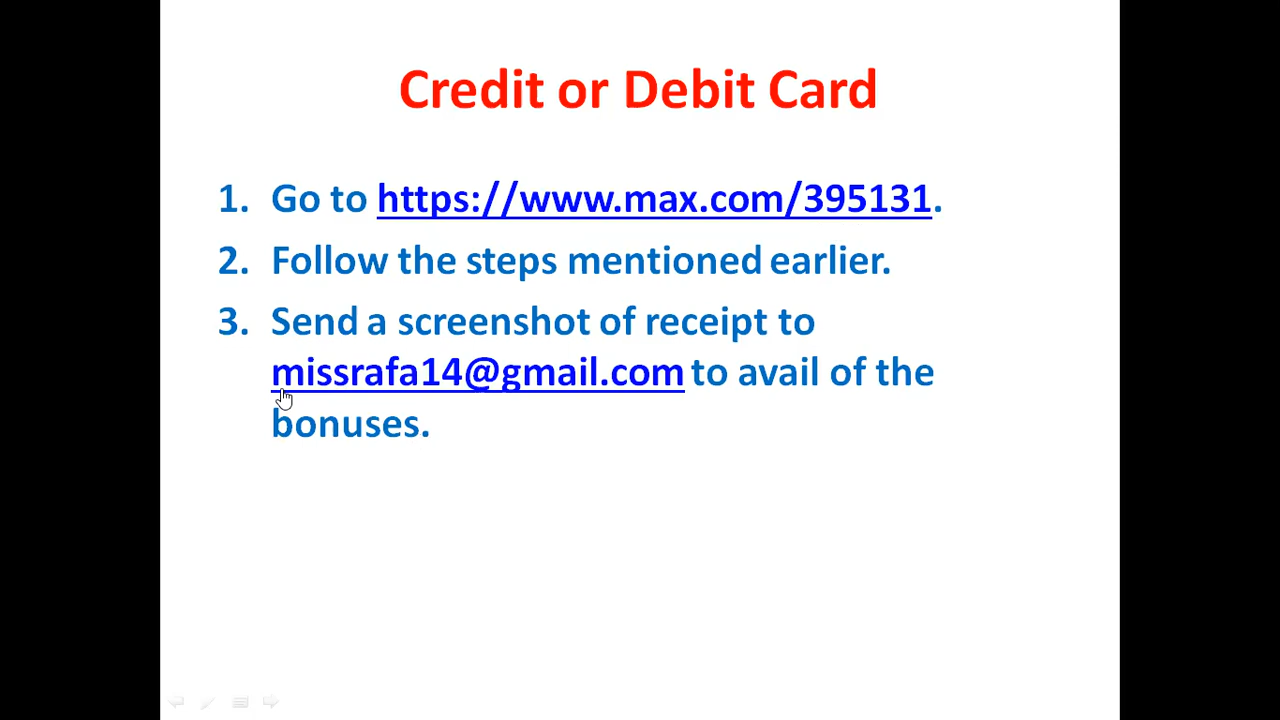 Credit or Debit Card
1. Go to https://www.max.com/395131.
2. Follow the steps mentioned earlier.
3. Send a screenshot of receipt to
missrafa14@gmail.com to avail of the
bonuses.